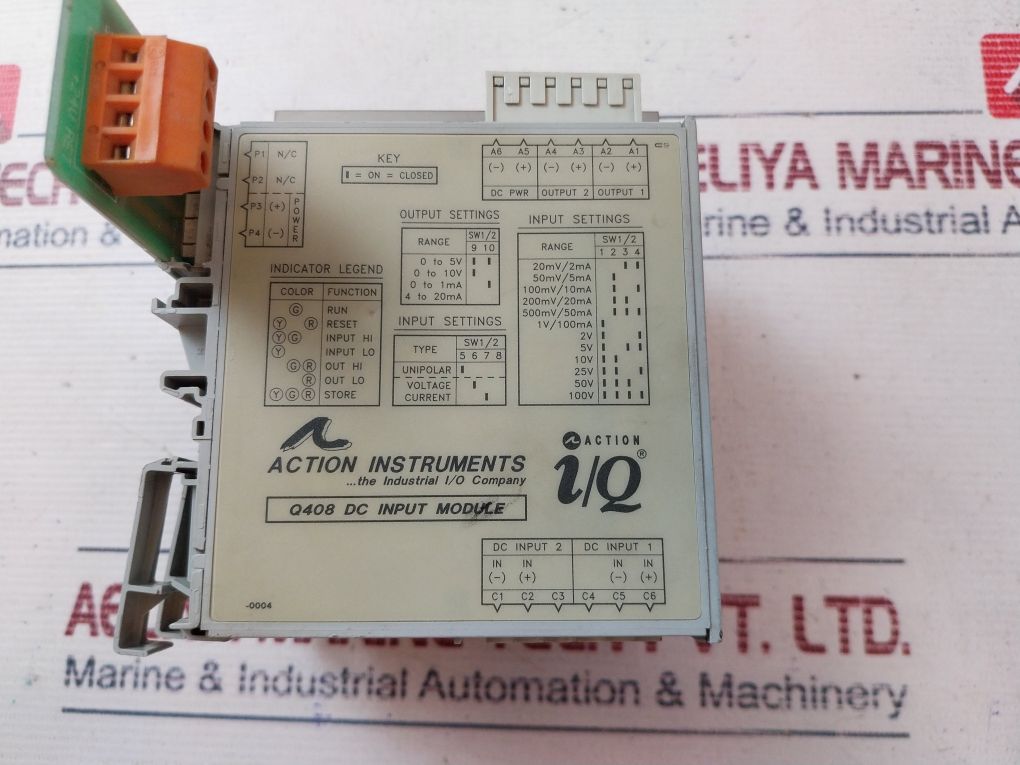 P1 N/C
P2 N/C
P3 (+)
P4 (-)
POWER
KEY
▮ = ON = CLOSED
A6 A5 A4 A3 A2 A1
(-) (+) (-) (+) (-) (+)
DC PWR OUTPUT 2 OUTPUT 1
OUTPUT SETTINGS
RANGE SW1/2
9 10
0 to 5V
0 to 10V
0 to 1mA
4 to 20mA
INPUT SETTINGS
RANGE SW1/2
1 2 3 4
20mV/2mA
50mV/5mA
100mV/10mA
200mV/20mA
500mV/50mA
1V/100mA
2V
5V
10V
25V
50V
100V
INDICATOR LEGEND
COLOR FUNCTION
G RUN
Y R RESET
Y G INPUT HI
Y INPUT LO
G R OUT HI
R OUT LO
Y G R STORE
INPUT SETTINGS
TYPE SW1/2
5 6 7 8
UNIPOLAR
VOLTAGE
CURRENT
ACTION INSTRUMENTS
...the Industrial I/O Company
Q408 DC INPUT MODULE
ACTION
i/Q®
DC INPUT 2 DC INPUT 1
IN IN IN IN
(-) (+) (-) (+)
C1 C2 C3 C4 C5 C6
-0004
ELIYA MARINE
rine & Industrial A
TECH
mation &
VT. LTD.
Marine & Industrial Automation & Machinery